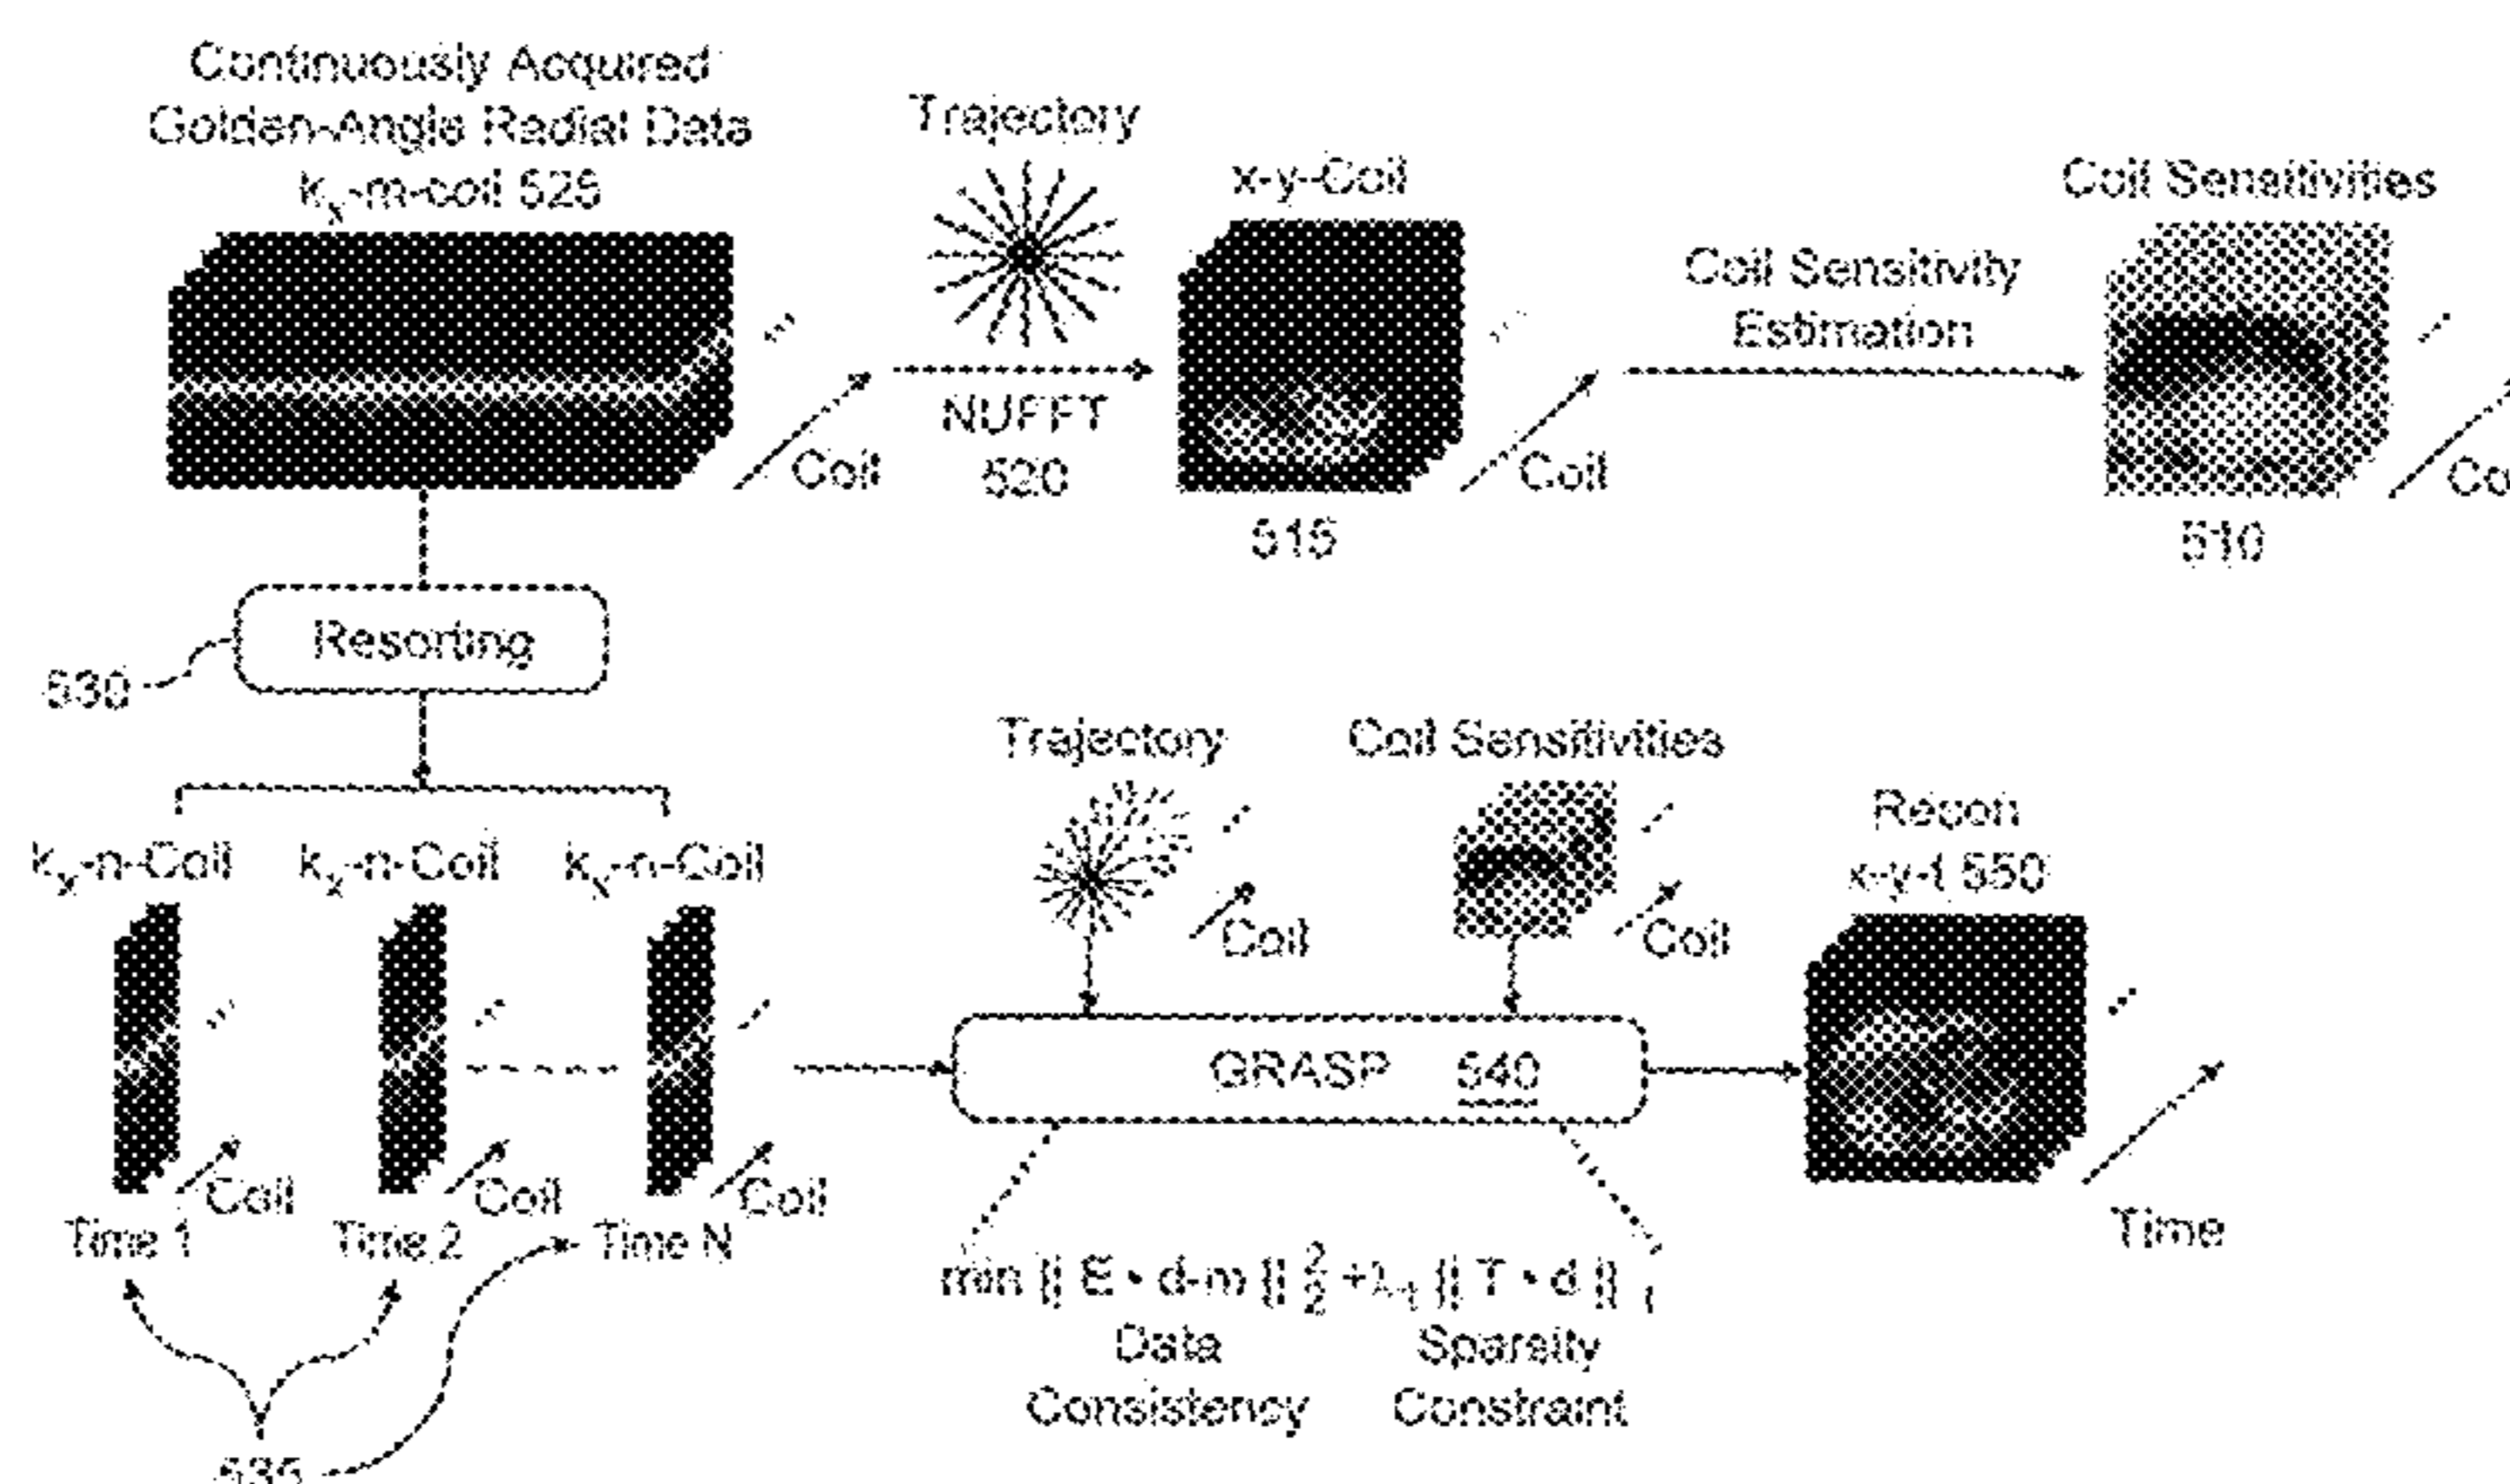 Continuously Acquired
Golden-Angle Radial Data
kx-m-coil 525
Trajectory
NUFFT
520
Coil
x-y-Coil
Coil
515
Coil Sensitivity
Estimation
Coil Sensitivities
510
Resorting
530
kx-n-Coil kx-n-Coil kx-n-Coil
Coil Coil Coil
Time 1 Time 2 Time N
535
Trajectory
Coil
Coil Sensitivities
Coil
GRASP 540
min || E • d-m || 2 2 +λ1 || T • d || 1
Data
Consistency
Sparsity
Constraint
Recon
x-y-t 550
Time